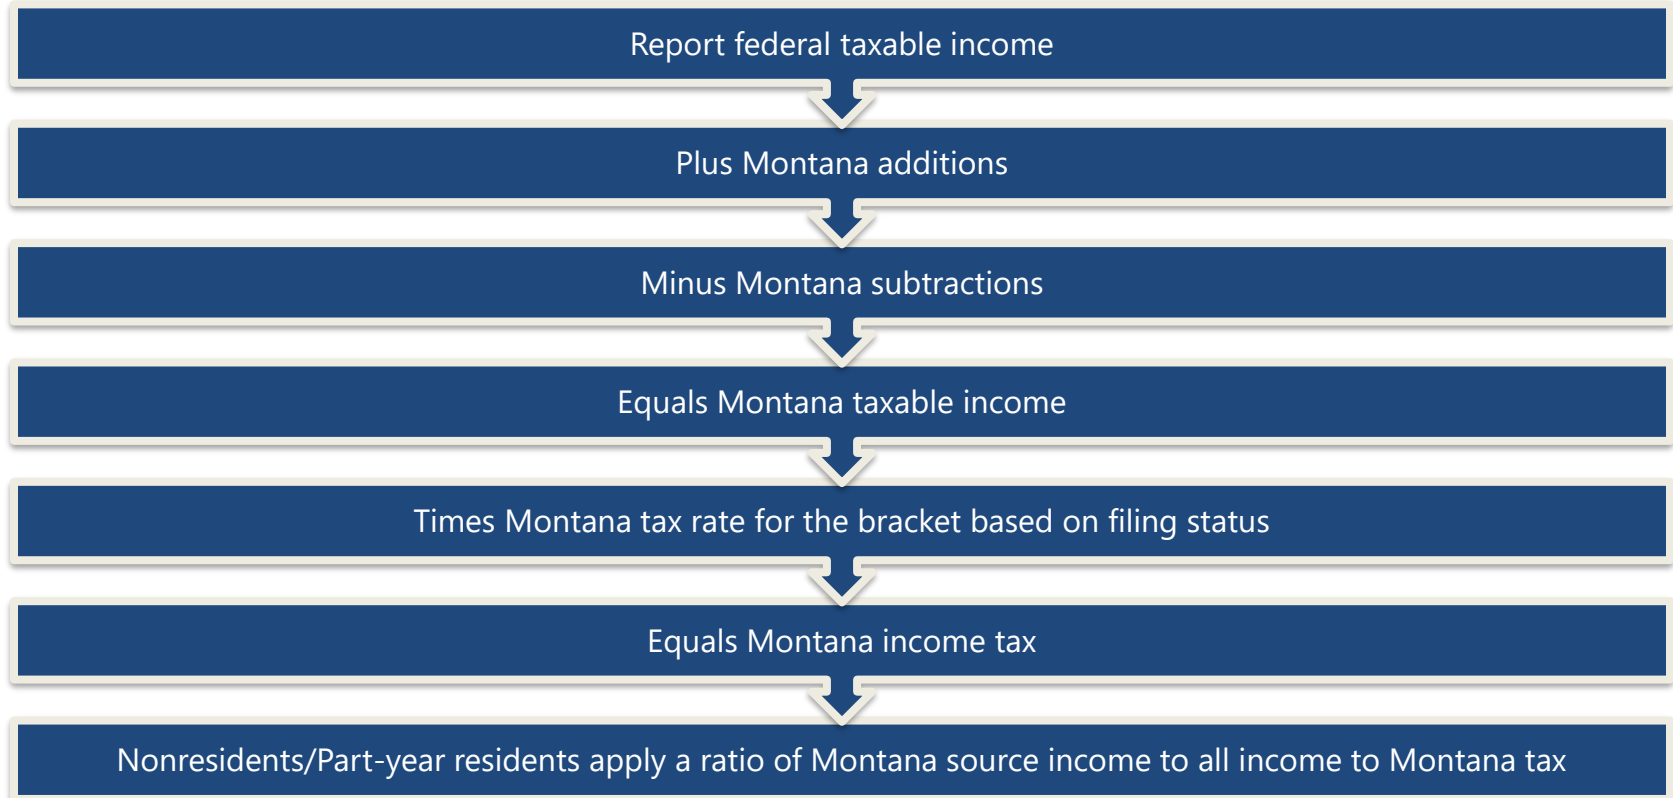 Report federal taxable income
Plus Montana additions
Minus Montana subtractions
Equals Montana taxable income
Times Montana tax rate for the bracket based on filing status
Equals Montana income tax
Nonresidents/Part-year residents apply a ratio of Montana source income to all income to Montana tax